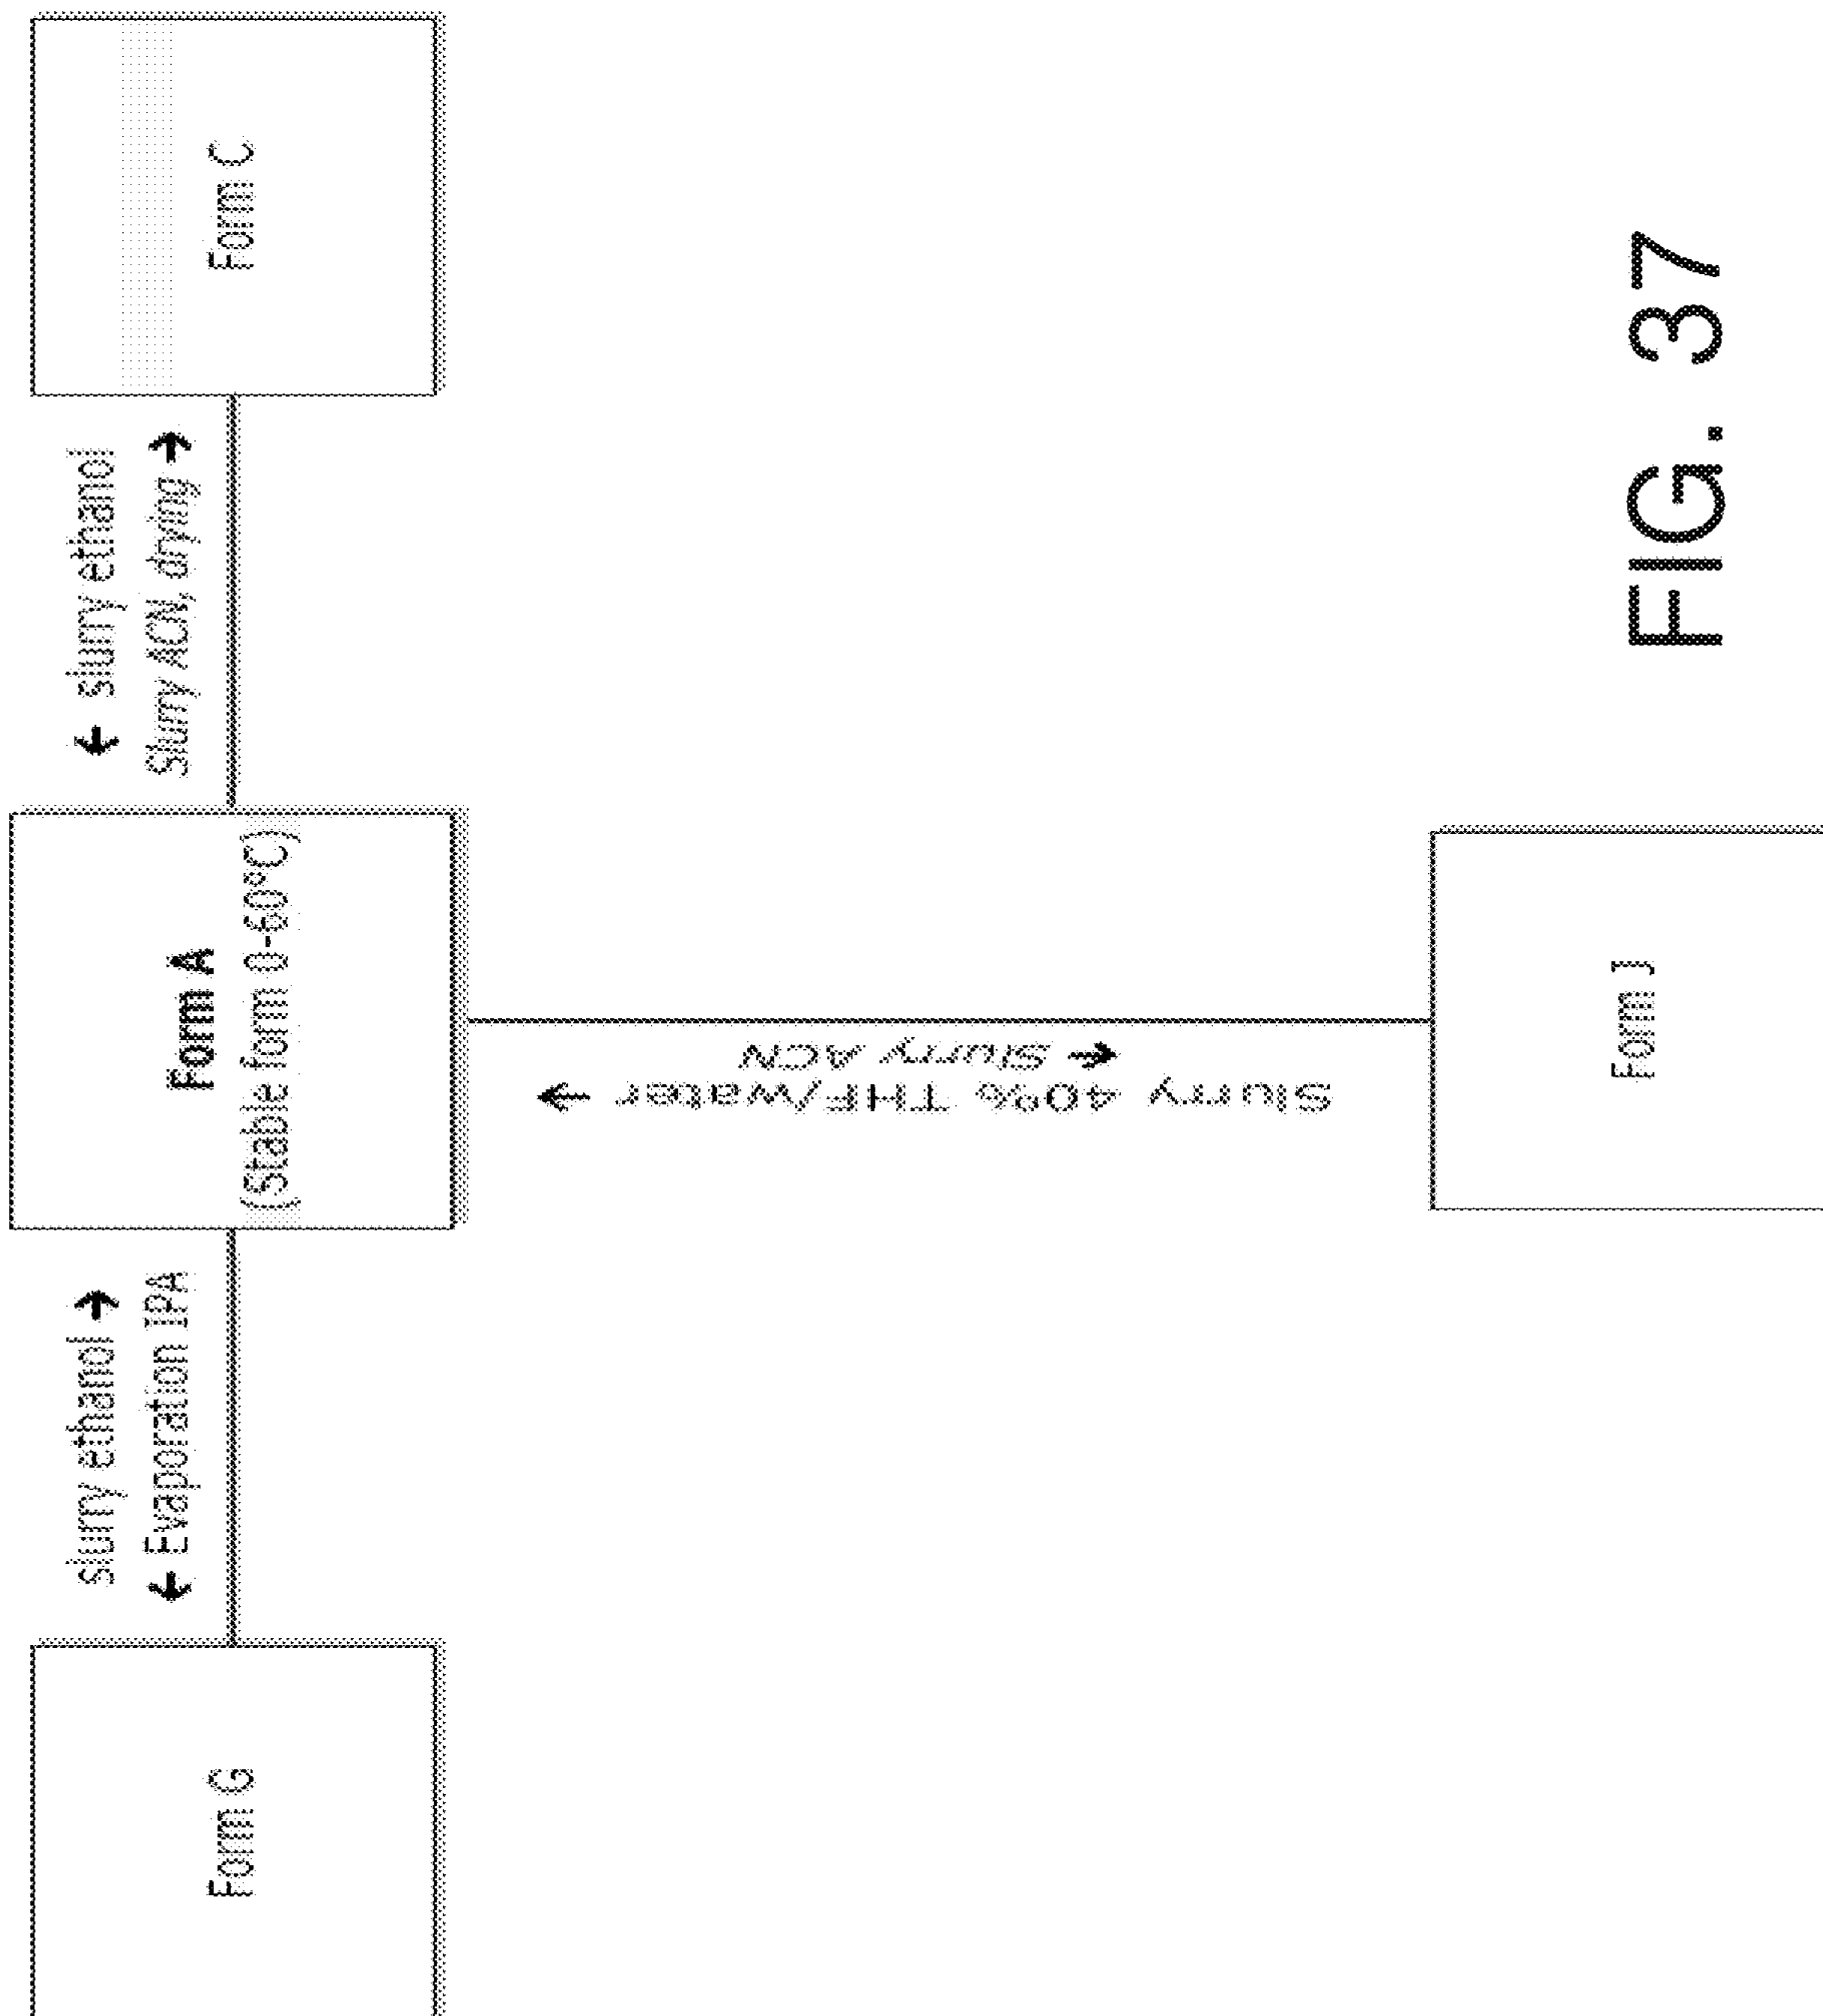 slurry ethanol →
← Evaporation IPA
← slurry ethanol
Slurry ACN, drying →
Form G
Form A
(Stable form 0-60°C)
Form C
Slurry 40% THF/water →
← Slurry ACN
Form J
FIG. 37